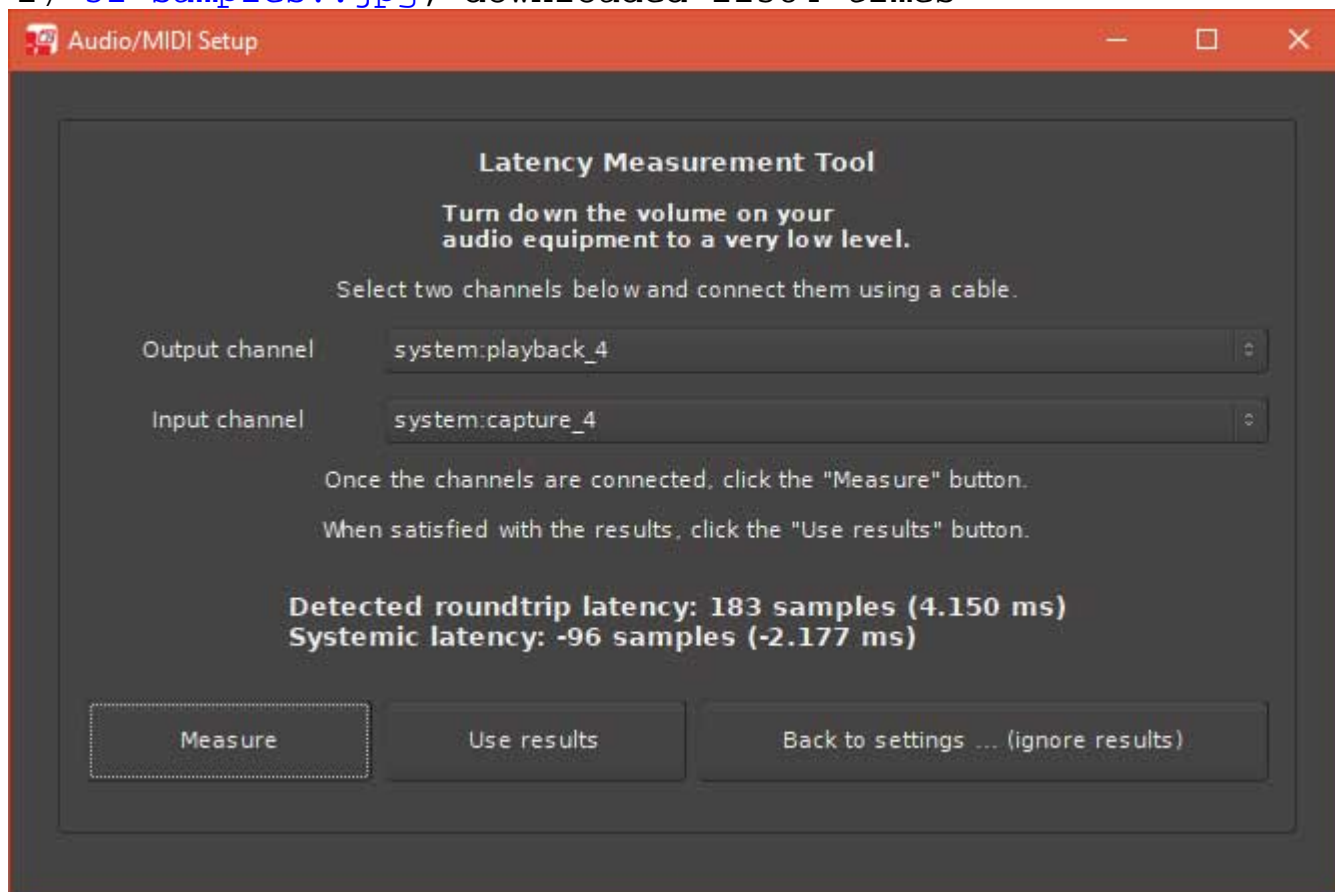 Audio/MIDI Setup
Latency Measurement Tool
Turn down the volume on your
audio equipment to a very low level.
Select two channels below and connect them using a cable.
Output channel system:playback_4
Input channel system:capture_4
Once the channels are connected, click the "Measure" button.
When satisfied with the results, click the "Use results" button.
Detected roundtrip latency: 183 samples (4.150 ms)
Systemic latency: -96 samples (-2.177 ms)
Measure Use results Back to settings ... (ignore results)